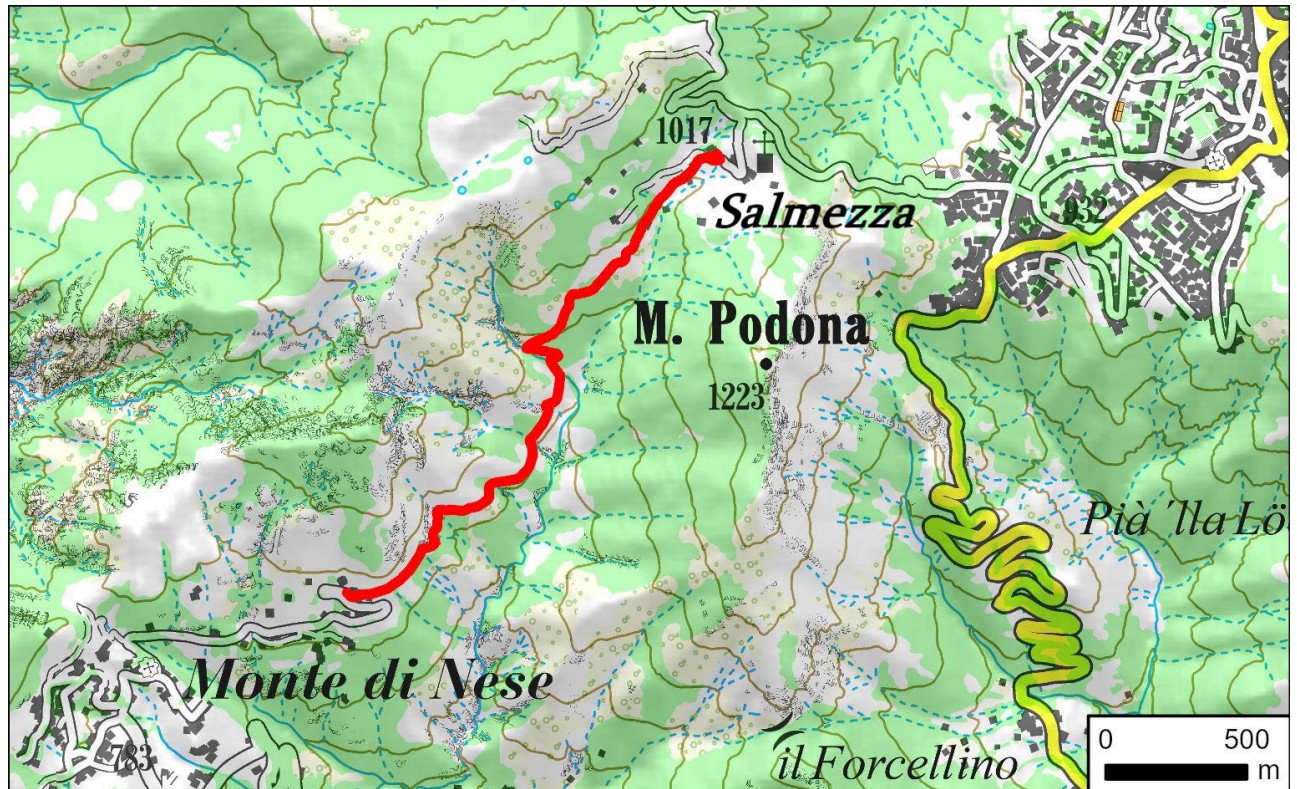 1017
Salmezza
932
M. Podona
1223
Pià 'lla Lö
Monte di Nese
783
il Forcellino
0 500
m